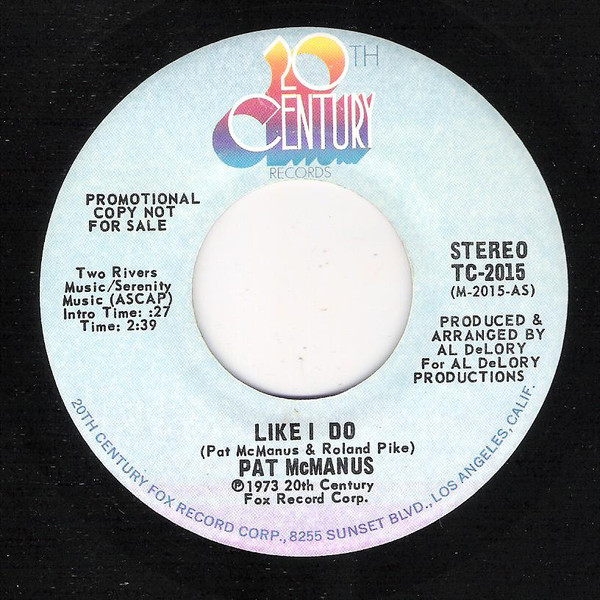 20TH
CENTURY
RECORDS
PROMOTIONAL
COPY NOT
FOR SALE
Two Rivers
Music/Serenity
Music (ASCAP)
Intro Time: :27
Time: 2:39
STEREO
TC-2015
(M-2015-AS)
PRODUCED &
ARRANGED BY
AL DeLORY
For AL DeLORY
PRODUCTIONS
LIKE I DO
(Pat McManus & Roland Pike)
PAT McMANUS
℗1973 20th Century
Fox Record Corp.
20TH CENTURY FOX RECORD CORP., 8255 SUNSET BLVD., LOS ANGELES, CALIF.